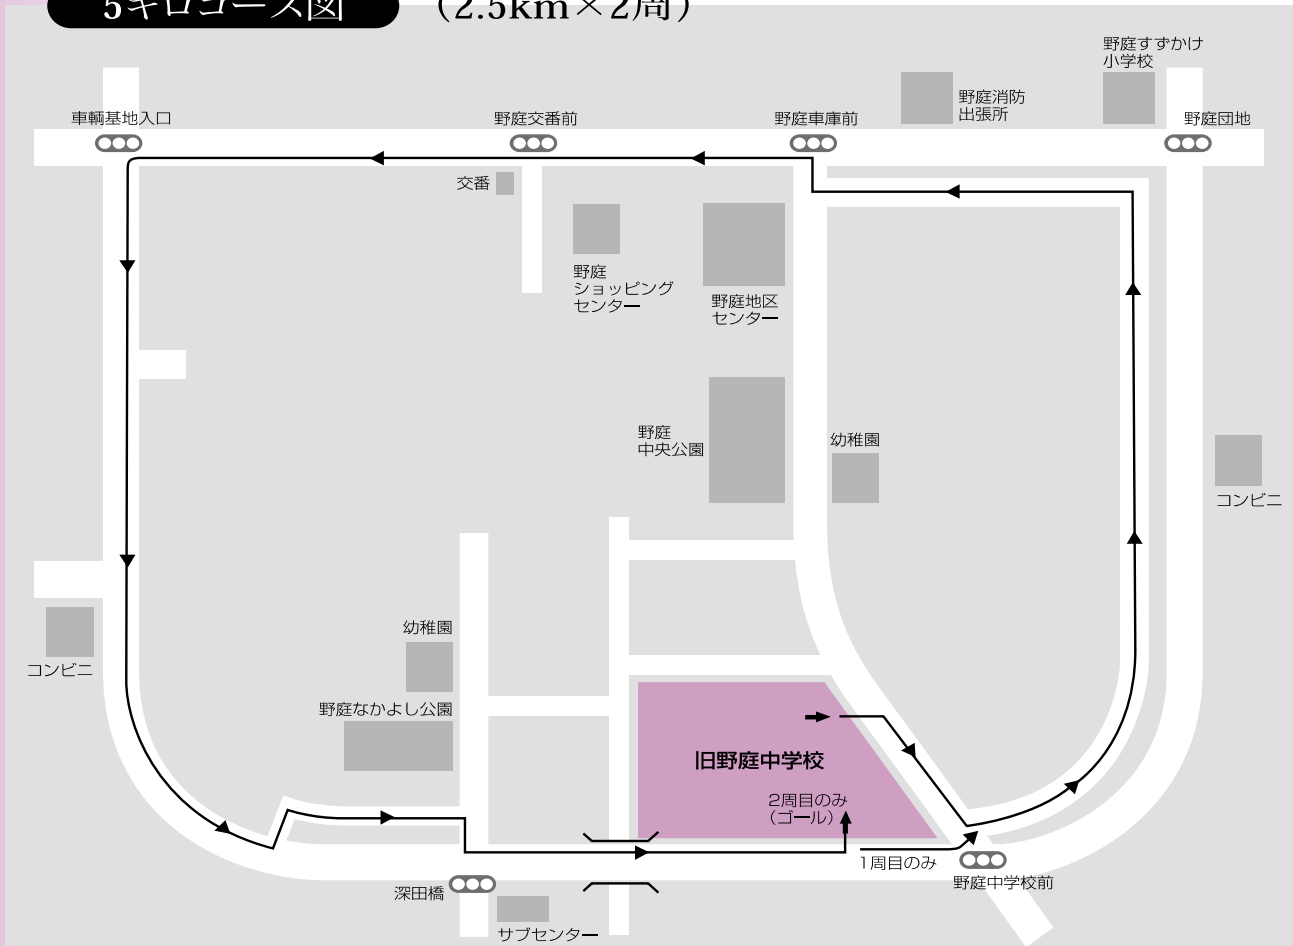 5キロコース図
（2.5km×2周）
野庭すずかけ
小学校
野庭消防
出張所
車輌基地入口
野庭交番前
野庭車庫前
野庭団地
交番
野庭
ショッピング
センター
野庭地区
センター
野庭
中央公園
幼稚園
コンビニ
幼稚園
コンビニ
野庭なかよし公園
旧野庭中学校
2周目のみ
（ゴール）
1周目のみ
野庭中学校前
深田橋
サブセンター